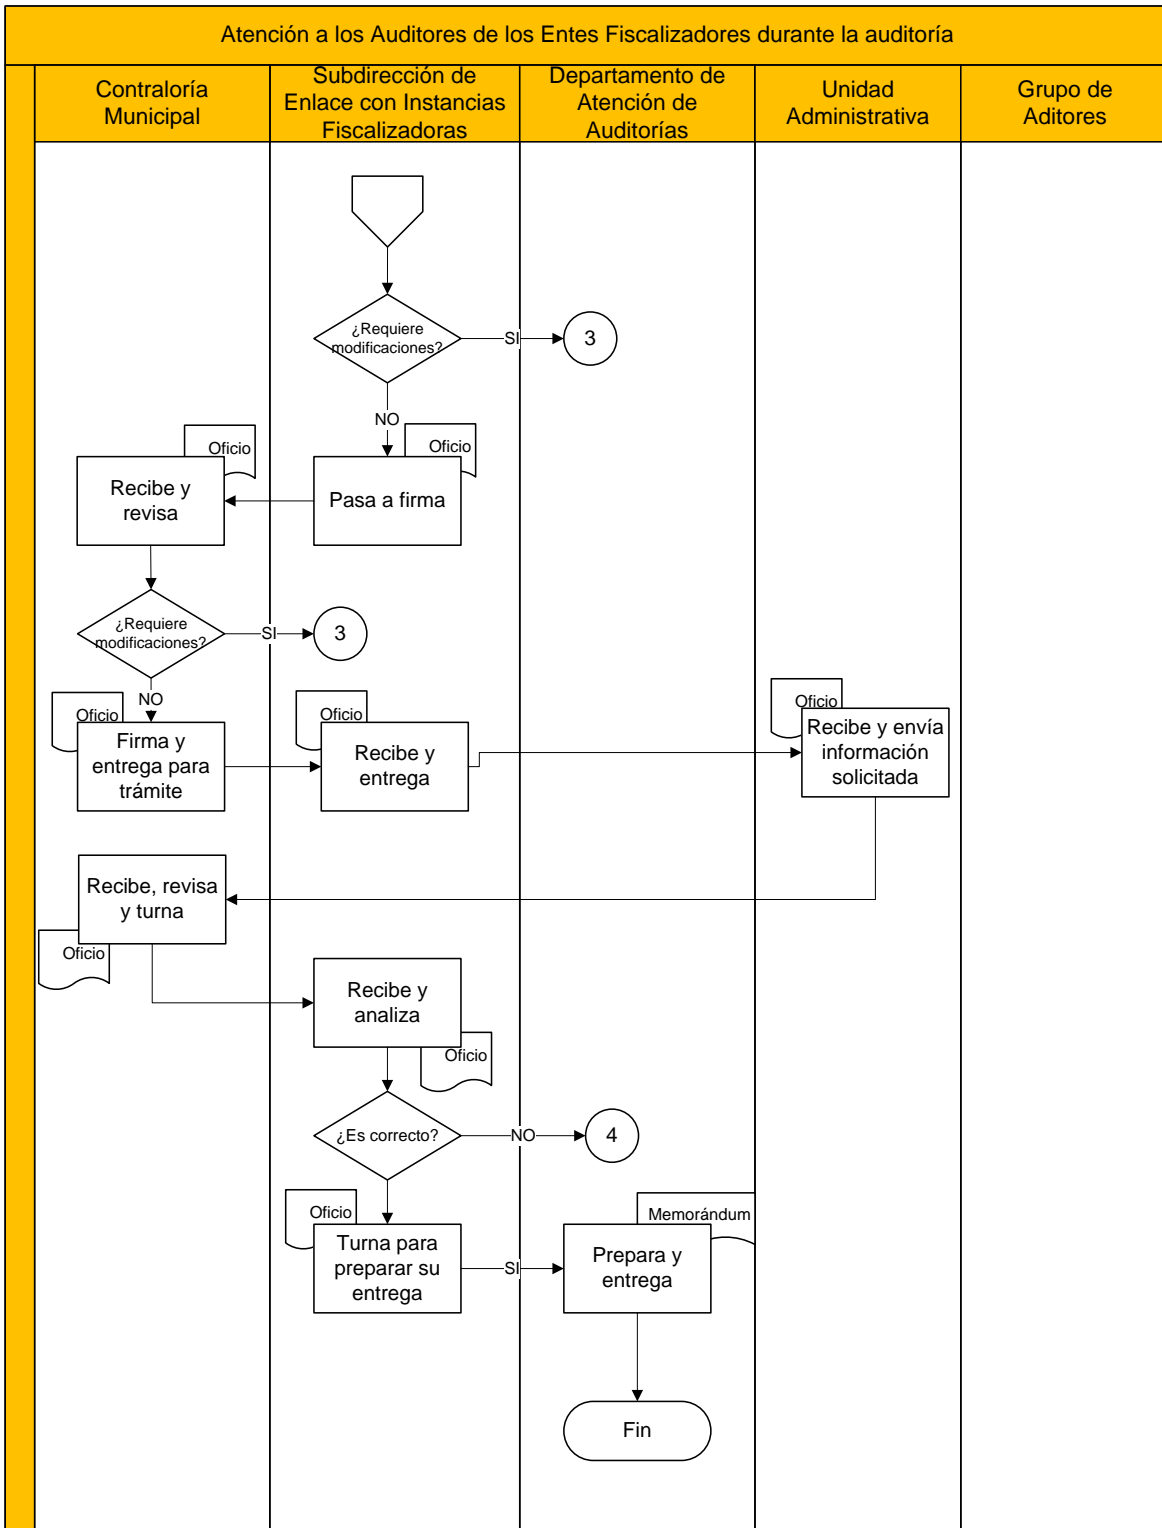 Atención a los Auditores de los Entes Fiscalizadores durante la auditoría
Contraloría
Municipal
Subdirección de
Enlace con Instancias
Fiscalizadoras
Departamento de
Atención de
Auditorías
Unidad
Administrativa
Grupo de
Aditores
¿Requiere
modificaciones?
SI
3
NO
Oficio
Pasa a firma
Oficio
Recibe y
revisa
¿Requiere
modificaciones?
SI
3
NO
Oficio
Firma y
entrega para
trámite
Oficio
Recibe y
entrega
Oficio
Recibe y envía
información
solicitada
Recibe, revisa
y turna
Oficio
Recibe y
analiza
Oficio
¿Es correcto?
NO
4
Oficio
Turna para
preparar su
entrega
SI
Memorándum
Prepara y
entrega
Fin